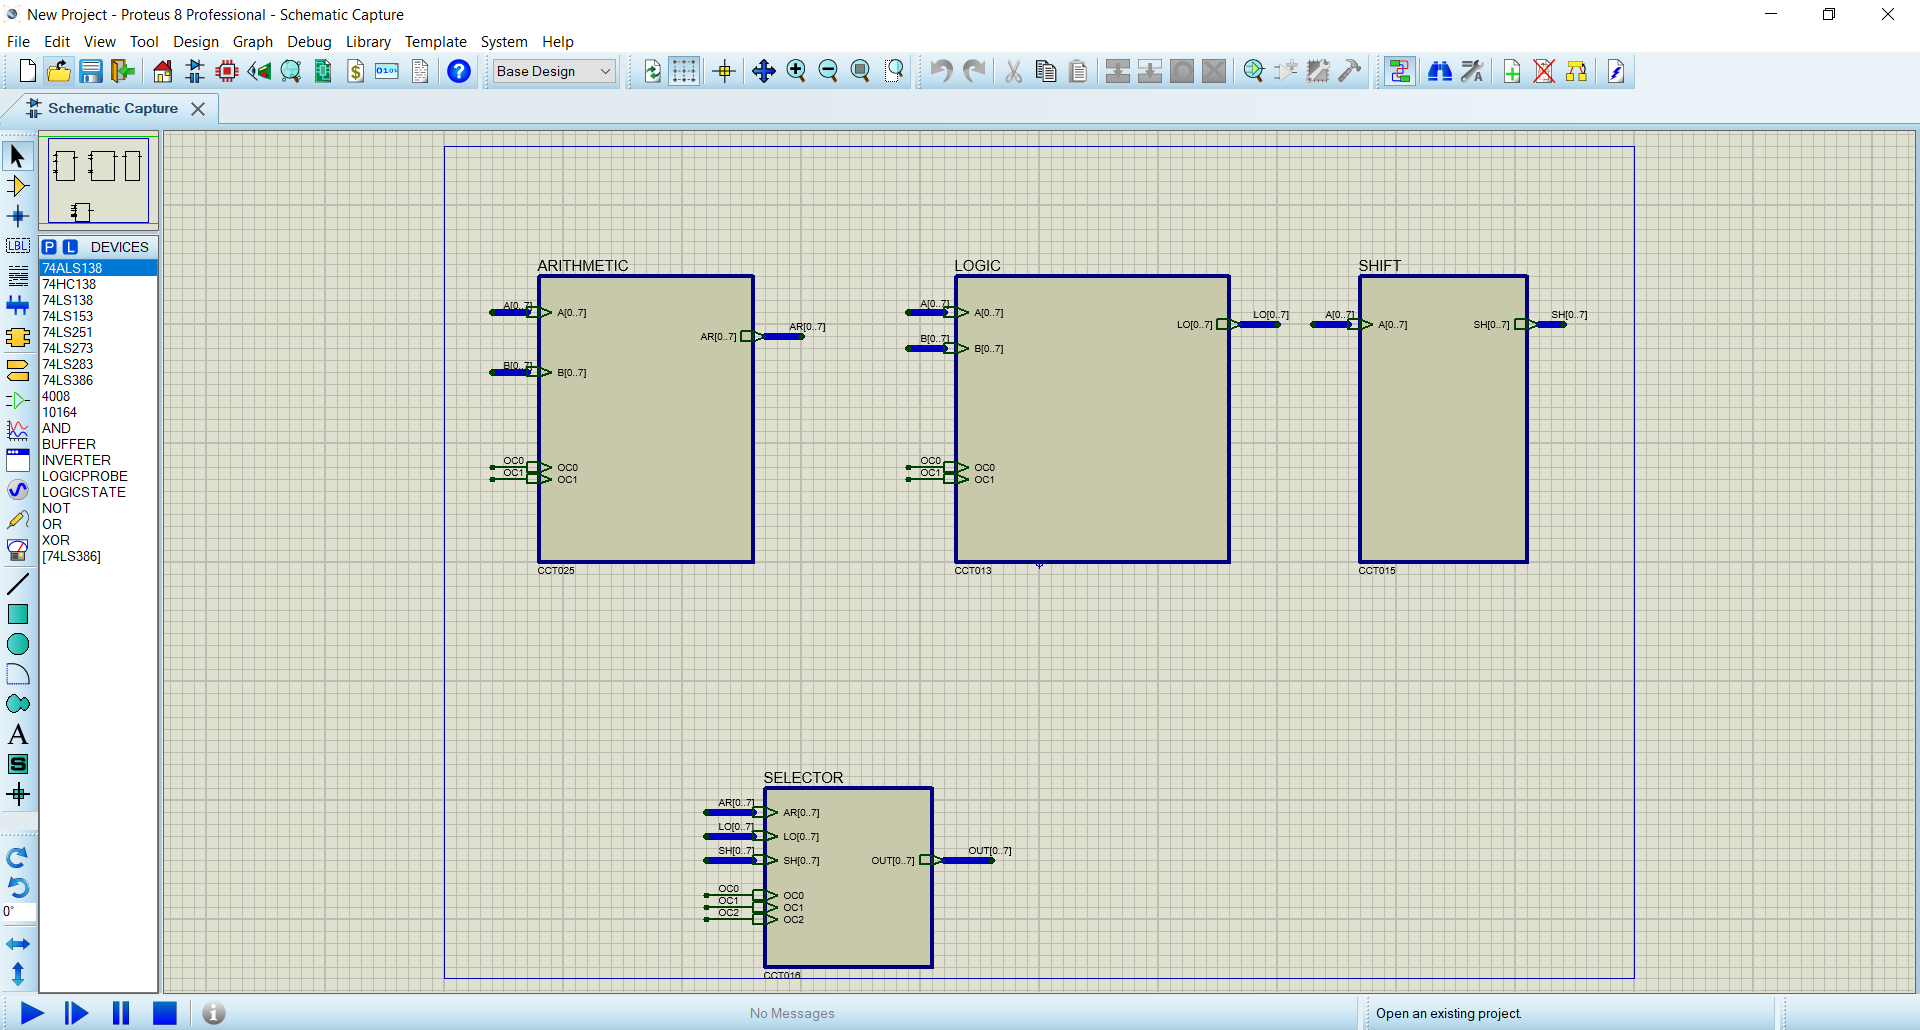 New Project - Proteus 8 Professional - Schematic Capture
File Edit View Tool Design Graph Debug Library Template System Help
Base Design
Schematic Capture
P L DEVICES
74ALS138
74HC138
74LS138
74LS153
74LS251
74LS273
74LS283
74LS386
4008
10164
AND
BUFFER
INVERTER
LOGICPROBE
LOGICSTATE
NOT
OR
XOR
[74LS386]
LBL
A
S
0°
ARITHMETIC
A[0..7]
A[0..7]
B[0..7]
B[0..7]
OC0
OC0
OC1
OC1
AR[0..7]
AR[0..7]
CCT025
LOGIC
A[0..7]
A[0..7]
B[0..7]
B[0..7]
OC0
OC0
OC1
OC1
LO[0..7]
LO[0..7]
CCT013
SHIFT
A[0..7]
A[0..7]
SH[0..7]
SH[0..7]
CCT015
SELECTOR
AR[0..7]
AR[0..7]
LO[0..7]
LO[0..7]
SH[0..7]
SH[0..7]
OC0
OC0
OC1
OC1
OC2
OC2
OUT[0..7]
OUT[0..7]
CCT016
No Messages
Open an existing project.